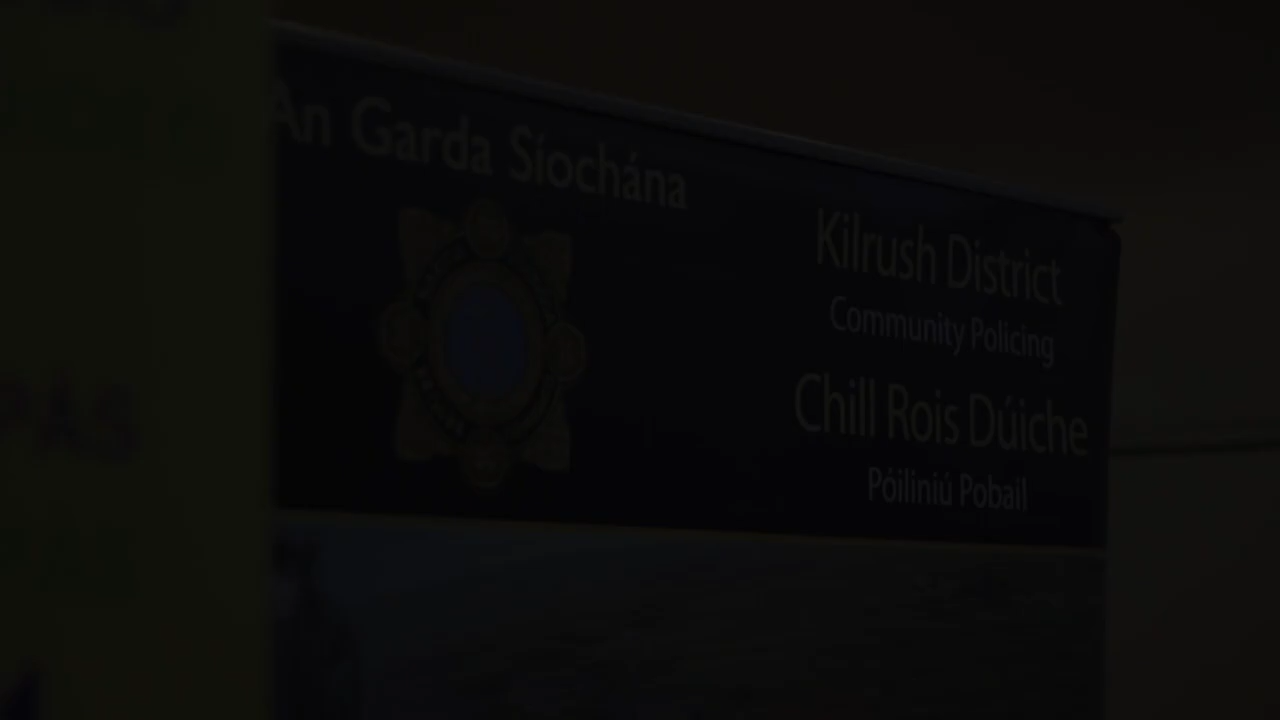 An Garda Síochána
Kilrush District
Community Policing
Chill Rois Dúiche
Póiliniú Pobail